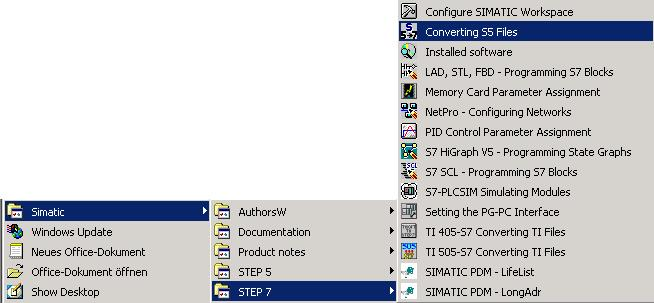 Configure SIMATIC Workspace
Converting S5 Files
Installed software
LAD, STL, FBD - Programming S7 Blocks
Memory Card Parameter Assignment
NetPro - Configuring Networks
PID Control Parameter Assignment
S7 HiGraph V5 - Programming State Graphs
S7 SCL - Programming S7 Blocks
S7-PLCSIM Simulating Modules
Setting the PG-PC Interface
TI 405-S7 Converting TI Files
TI 505-S7 Converting TI Files
SIMATIC PDM - LifeList
SIMATIC PDM - LongAdr
Simatic
Windows Update
Neues Office-Dokument
Office-Dokument öffnen
Show Desktop
AuthorsW
Documentation
Product notes
STEP 5
STEP 7